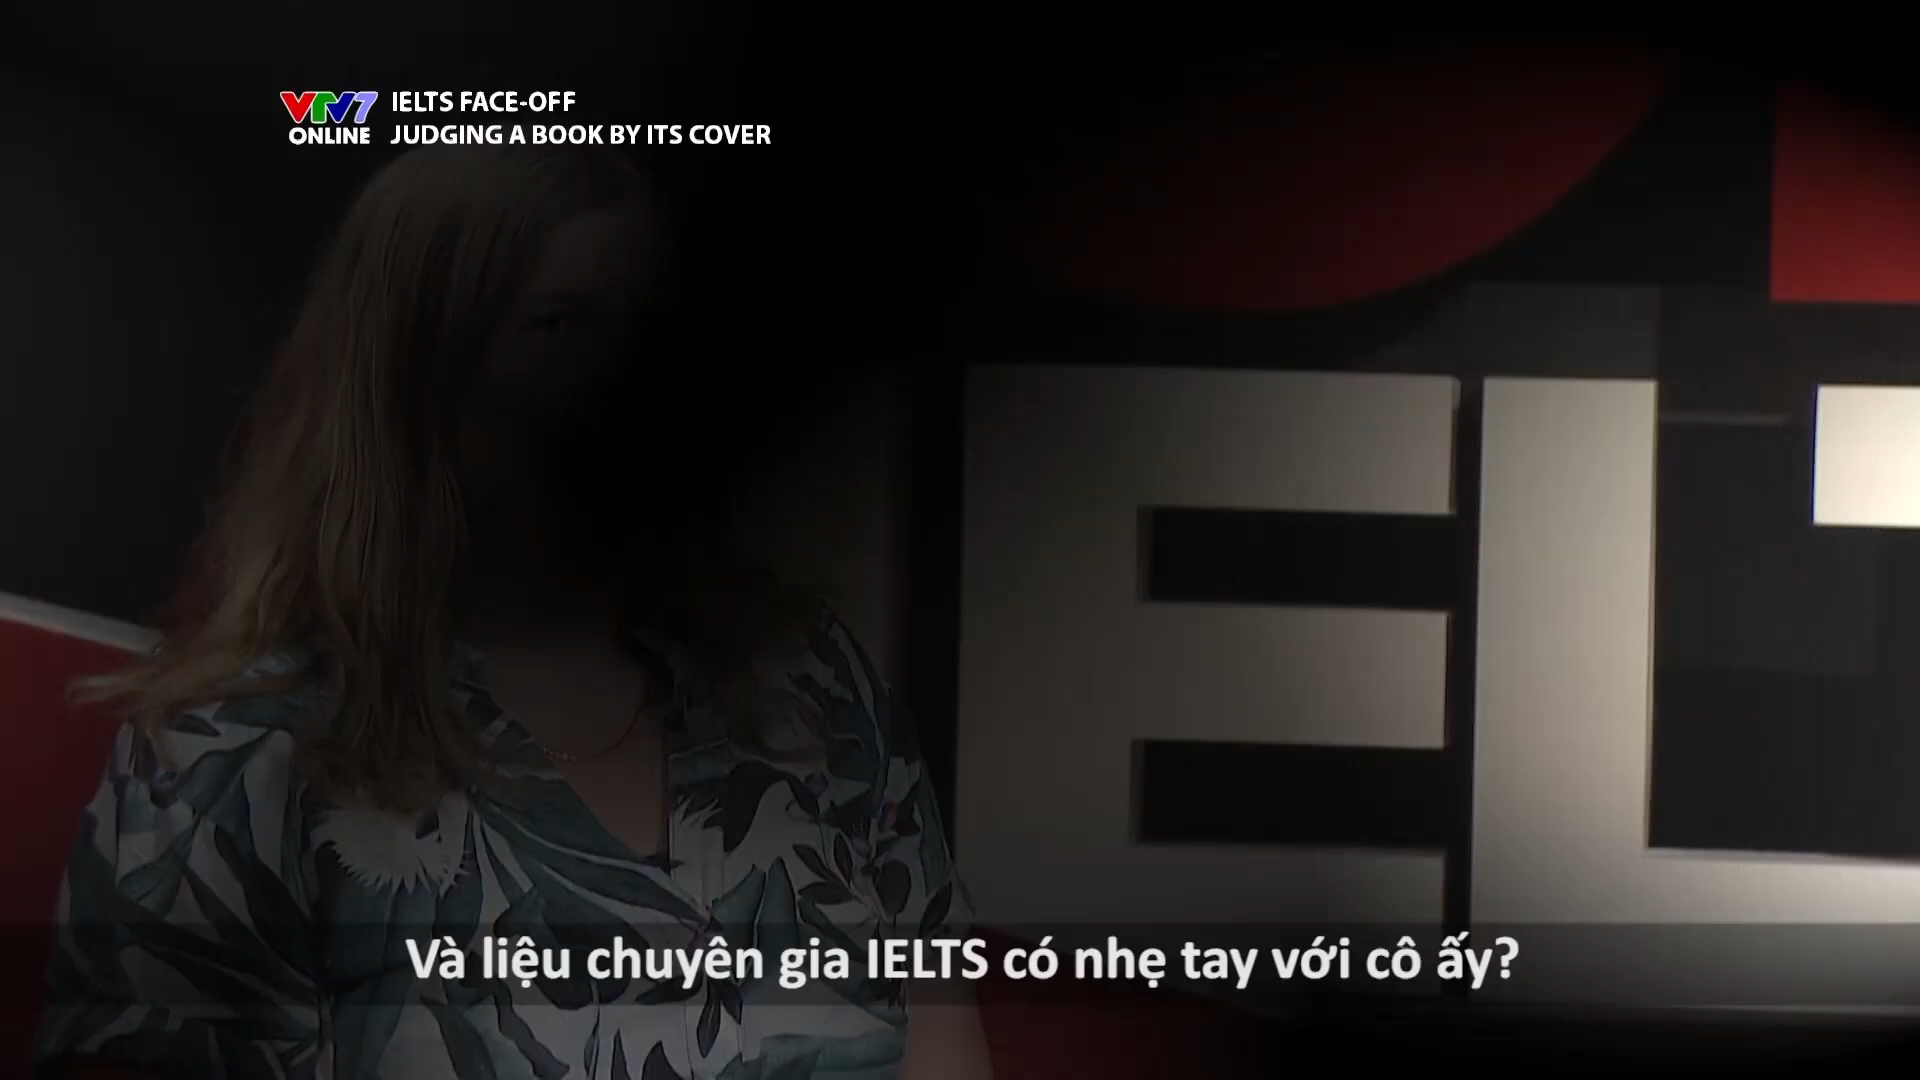 VTV7
ONLINE
IELTS FACE-OFF
JUDGING A BOOK BY ITS COVER
IELT
Và liệu chuyên gia IELTS có nhẹ tay với cô ấy?